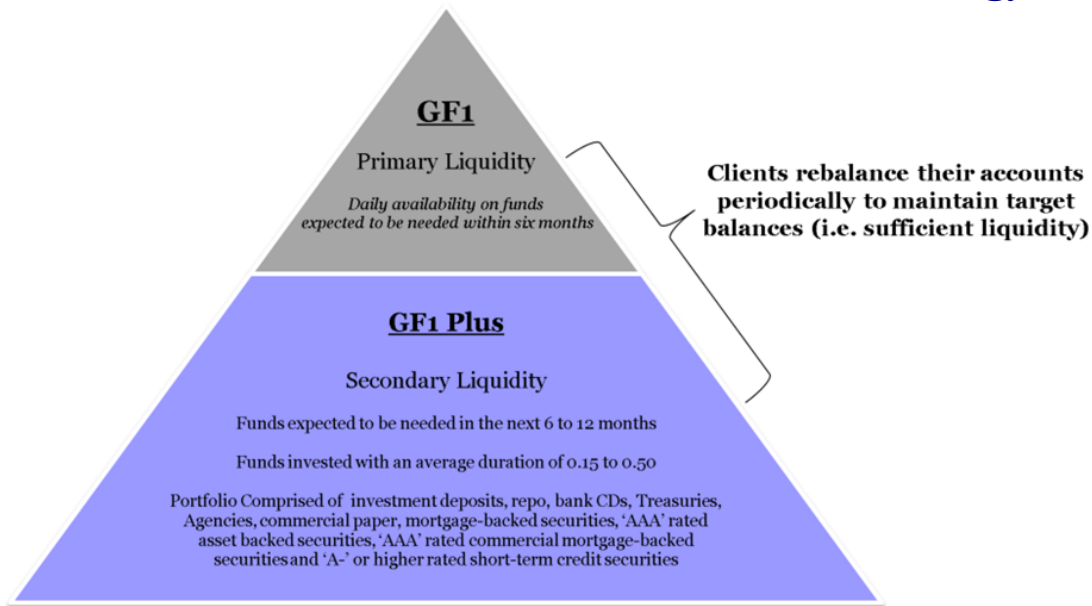 GF1
Primary Liquidity
Daily availability on funds
expected to be needed within six months
Clients rebalance their accounts
periodically to maintain target
balances (i.e. sufficient liquidity)
GF1 Plus
Secondary Liquidity
Funds expected to be needed in the next 6 to 12 months
Funds invested with an average duration of 0.15 to 0.50
Portfolio Comprised of investment deposits, repo, bank CDs, Treasuries,
Agencies, commercial paper, mortgage-backed securities, ‘AAA’ rated
asset backed securities, ‘AAA’ rated commercial mortgage-backed
securities and ‘A-’ or higher rated short-term credit securities